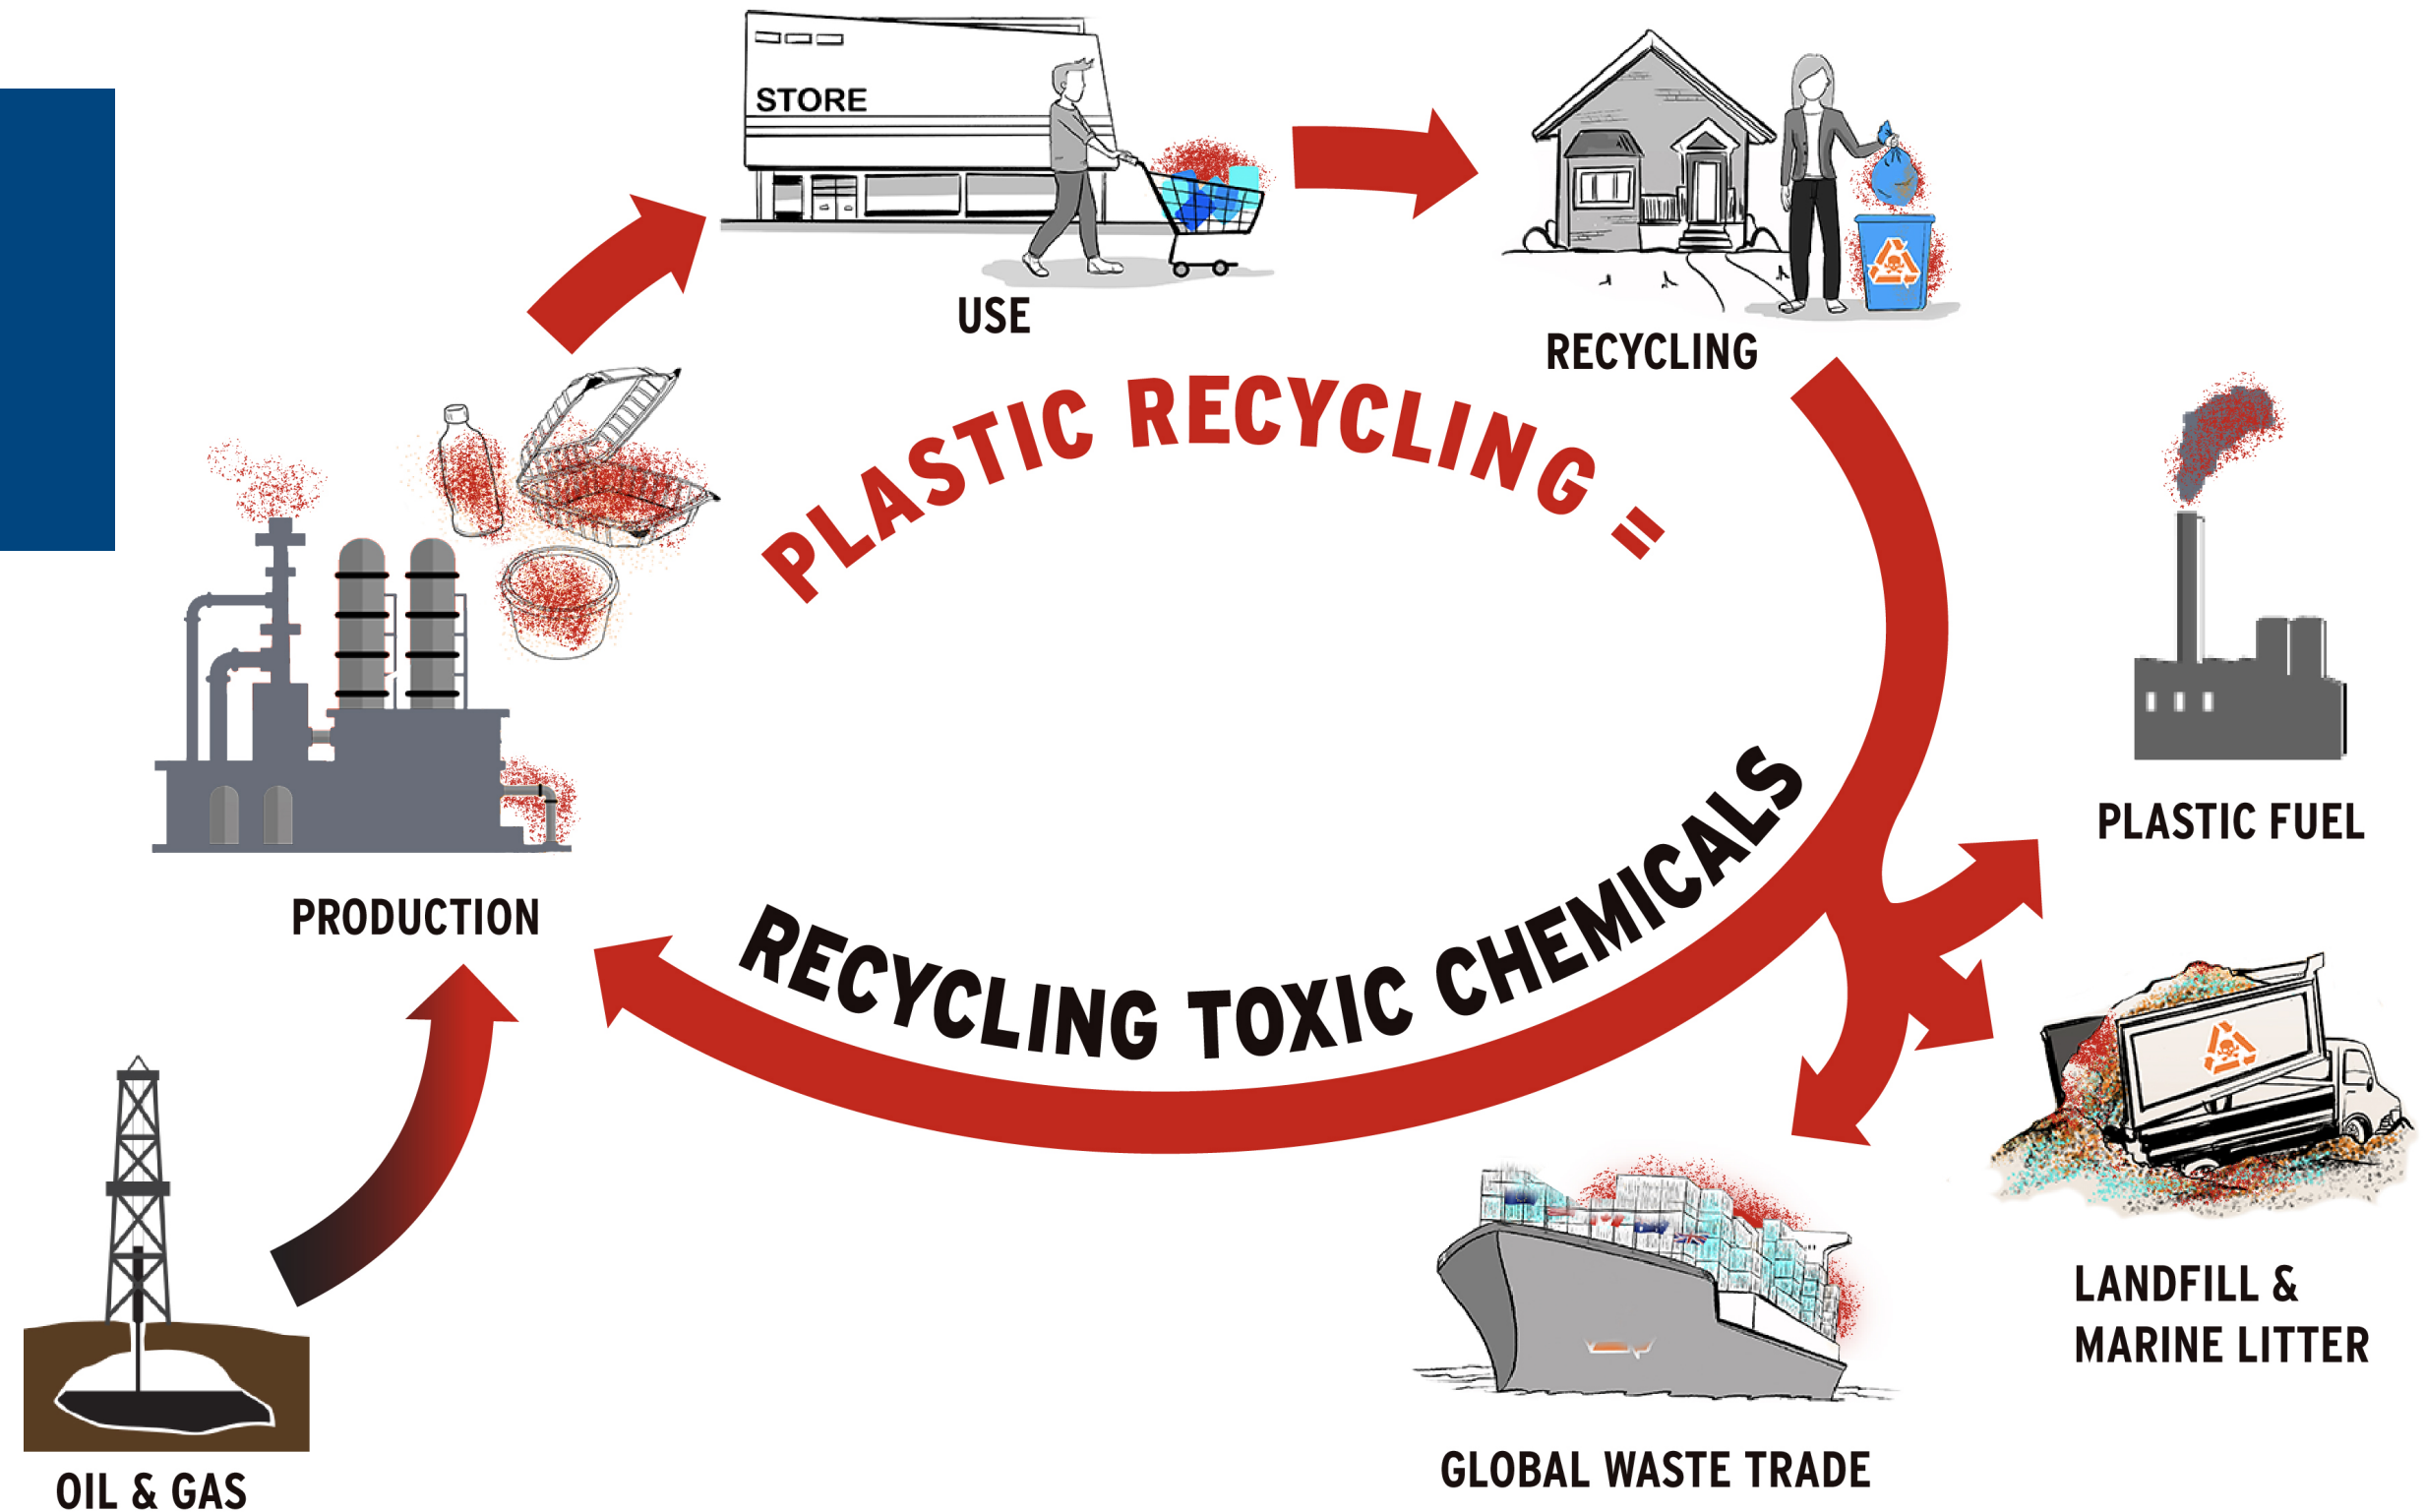 STORE
USE
RECYCLING
PLASTIC RECYCLING =
PLASTIC FUEL
RECYCLING TOXIC CHEMICALS
PRODUCTION
LANDFILL &
MARINE LITTER
GLOBAL WASTE TRADE
OIL & GAS